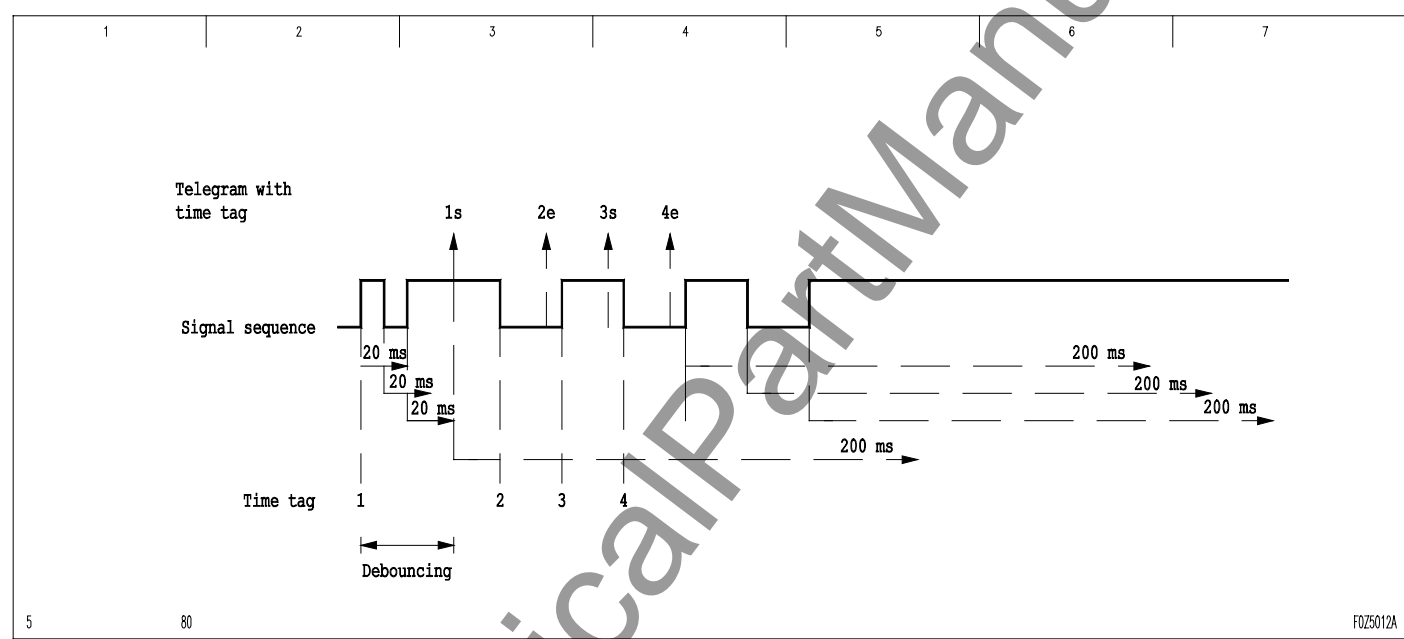 1 2 3 4 5 6 7
Telegram with
time tag
1s 2e 3s 4e
Signal sequence
20 ms 200 ms
20 ms 200 ms
20 ms 200 ms
200 ms
Time tag 1 2 3 4
Debouncing
5 80 F0Z5012A
icalPartManu